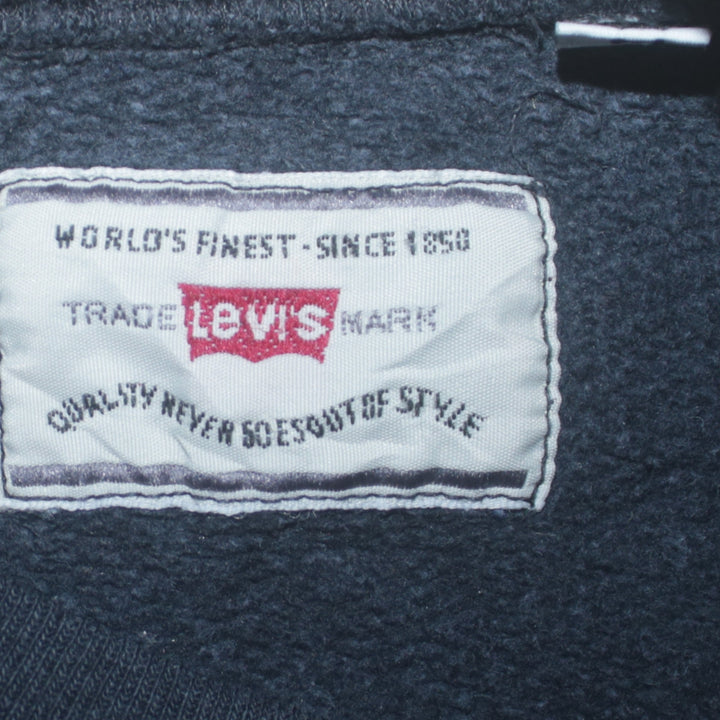 WORLD'S FINEST - SINCE 1850
TRADE LEVI'S MARK
QUALITY NEVER GOES OUT OF STYLE